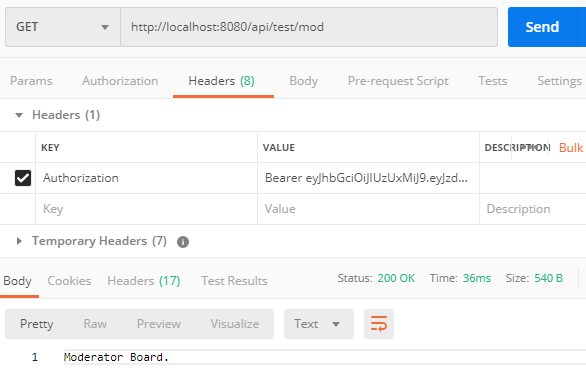 GET http://localhost:8080/api/test/mod Send
Params Authorization Headers (8) Body Pre-request Script Tests Settings
Headers (1)
KEY VALUE DESCRIPTION Bulk
Authorization Bearer eyJhbGciOiJIUzUxMiJ9.eyJzd...
Key Value Description
Temporary Headers (7)
Body Cookies Headers (17) Test Results Status: 200 OK Time: 36ms Size: 540 B
Pretty Raw Preview Visualize Text
1 Moderator Board.